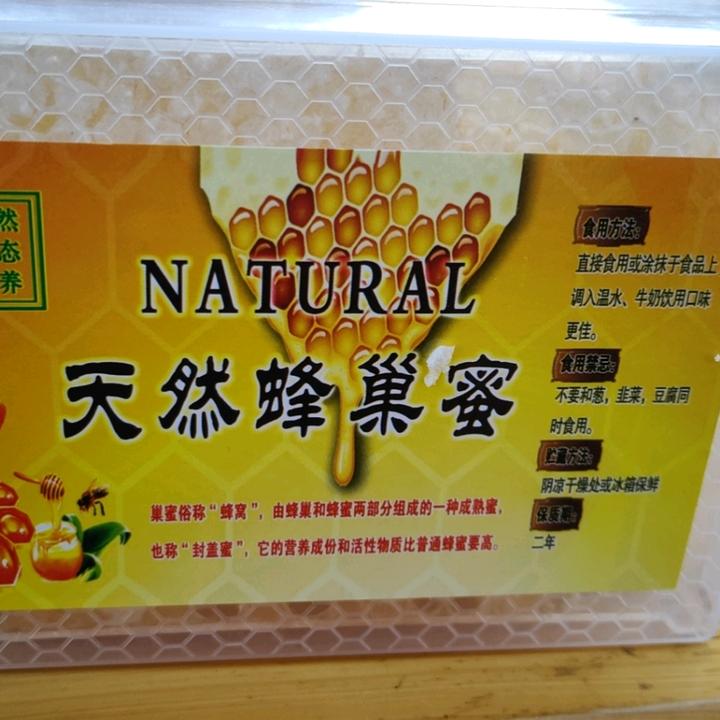 然
态
养
NATURAL
天然蜂巢蜜
巢蜜俗称“蜂窝”，由蜂巢和蜂蜜两部分组成的一种成熟蜜，
也称“封盖蜜”，它的营养成份和活性物质比普通蜂蜜要高。
食用方法：
直接食用或涂抹于食品上
调入温水、牛奶饮用口味
更佳。
食用禁忌：
不要和葱，韭菜，豆腐同
时食用。
贮藏方法：
阴凉干燥处或冰箱保鲜
保质期：
二年